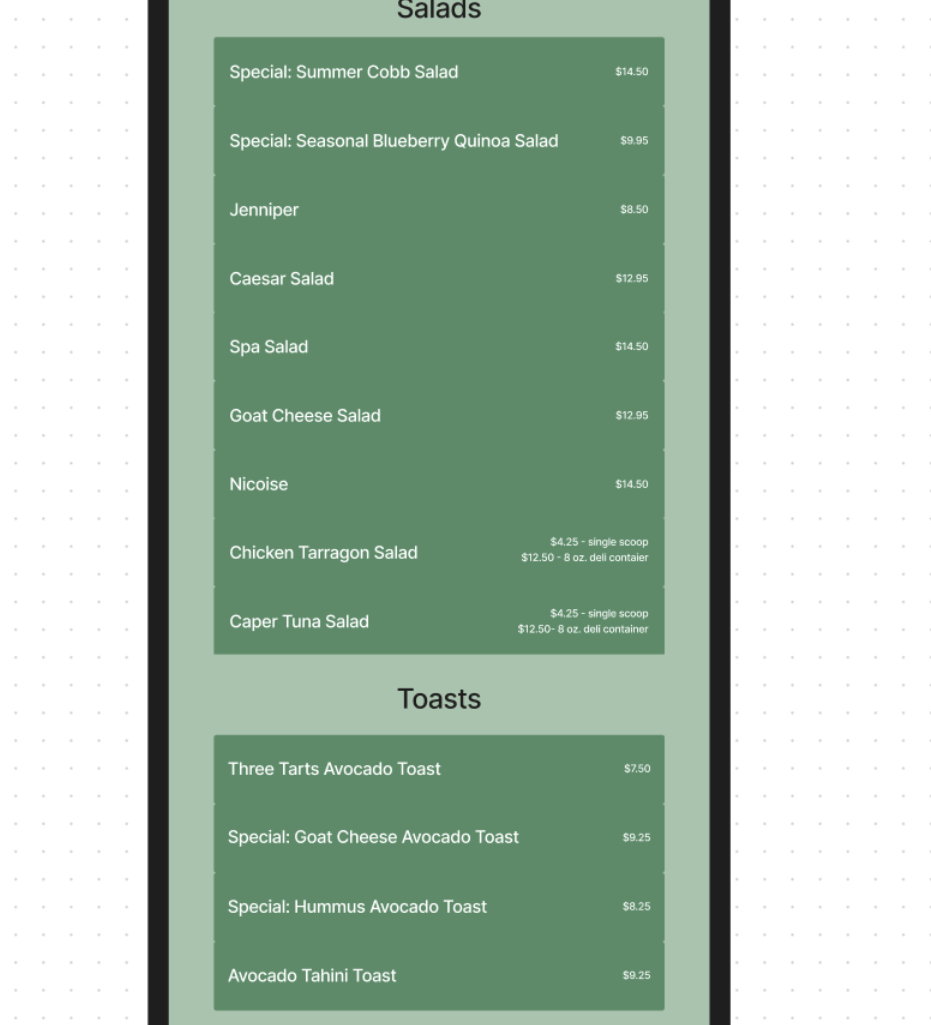 Salads
Special: Summer Cobb Salad $14.50
Special: Seasonal Blueberry Quinoa Salad $9.95
Jenniper $8.50
Caesar Salad $12.95
Spa Salad $14.50
Goat Cheese Salad $12.95
Nicoise $14.50
Chicken Tarragon Salad $4.25 - single scoop
$12.50 - 8 oz. deli contaier
Caper Tuna Salad $4.25 - single scoop
$12.50- 8 oz. deli container
Toasts
Three Tarts Avocado Toast $7.50
Special: Goat Cheese Avocado Toast $9.25
Special: Hummus Avocado Toast $8.25
Avocado Tahini Toast $9.25